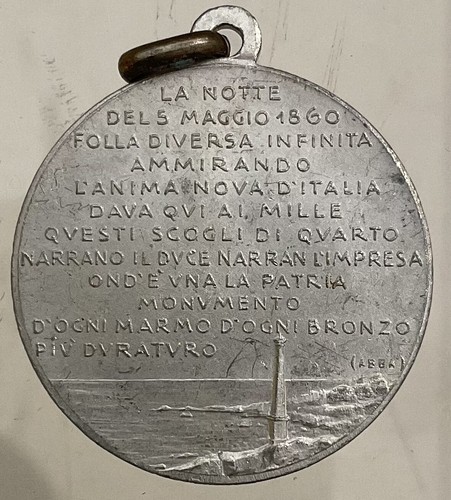 LA NOTTE
DEL 5 MAGGIO 1860
FOLLA DIVERSA INFINITA
AMMIRANDO
L'ANIMA NOVA D'ITALIA
DAVA QVI AI MILLE
QVESTI SCOGLI DI QVARTO
NARRANO IL DVCE NARRAN L'IMPRESA
OND'È VNA LA PATRIA
MONVMENTO
D'OGNI MARMO D'OGNI BRONZO
PIÙ DVRATVRO
(ABBA)